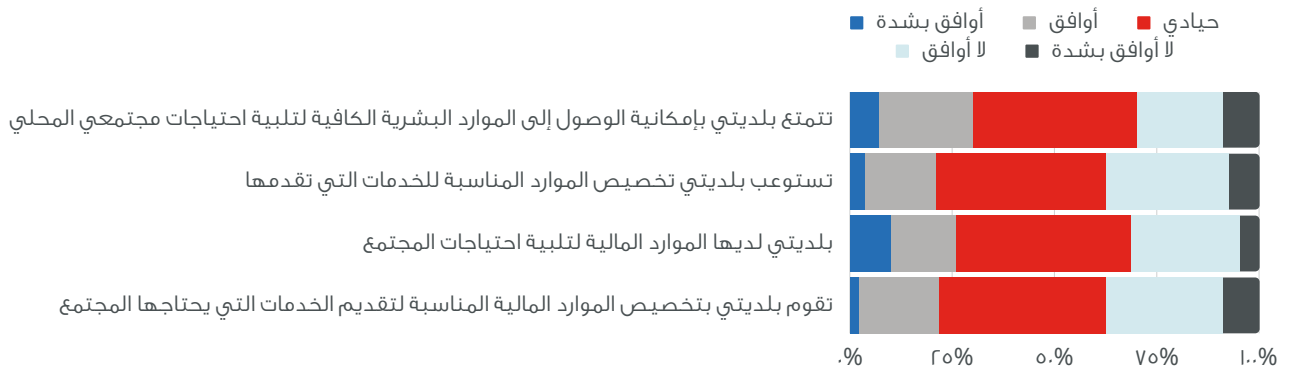 أوافق بشدة أوافق حيادي
لا أوافق لا أوافق بشدة
تتمتع بلديتي بإمكانية الوصول إلى الموارد البشرية الكافية لتلبية احتياجات مجتمعي المحلي
تستوعب بلديتي تخصيص الموارد المناسبة للخدمات التي تقدمها
بلديتي لديها الموارد المالية لتلبية احتياجات المجتمع
تقوم بلديتي بتخصيص الموارد المالية المناسبة لتقديم الخدمات التي يحتاجها المجتمع
٠% ٢٥% ٥٠% ٧٥% ١٠٠%